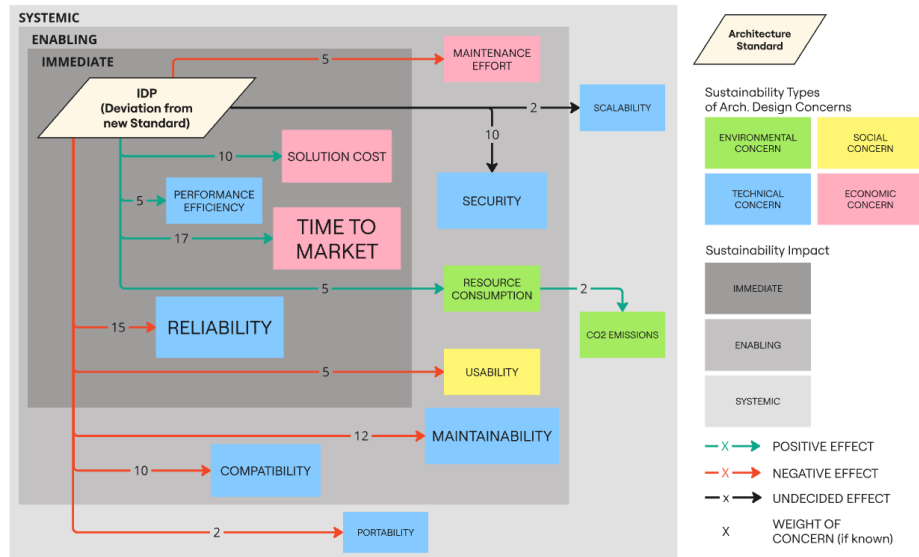 SYSTEMIC
ENABLING
IMMEDIATE
IDP
(Deviation from
new Standard)
5
MAINTENANCE
EFFORT
2
SCALABILITY
10
SECURITY
10
SOLUTION COST
5
PERFORMANCE
EFFICIENCY
17
TIME TO
MARKET
5
RESOURCE
CONSUMPTION
2
CO2 EMISSIONS
15
RELIABILITY
5
USABILITY
12
MAINTAINABILITY
10
COMPATIBILITY
2
PORTABILITY
Architecture
Standard
Sustainability Types
of Arch. Design Concerns
ENVIRONMENTAL
CONCERN
SOCIAL
CONCERN
TECHNICAL
CONCERN
ECONOMIC
CONCERN
Sustainability Impact
IMMEDIATE
ENABLING
SYSTEMIC
X POSITIVE EFFECT
X NEGATIVE EFFECT
x UNDECIDED EFFECT
X WEIGHT OF
CONCERN (if known)